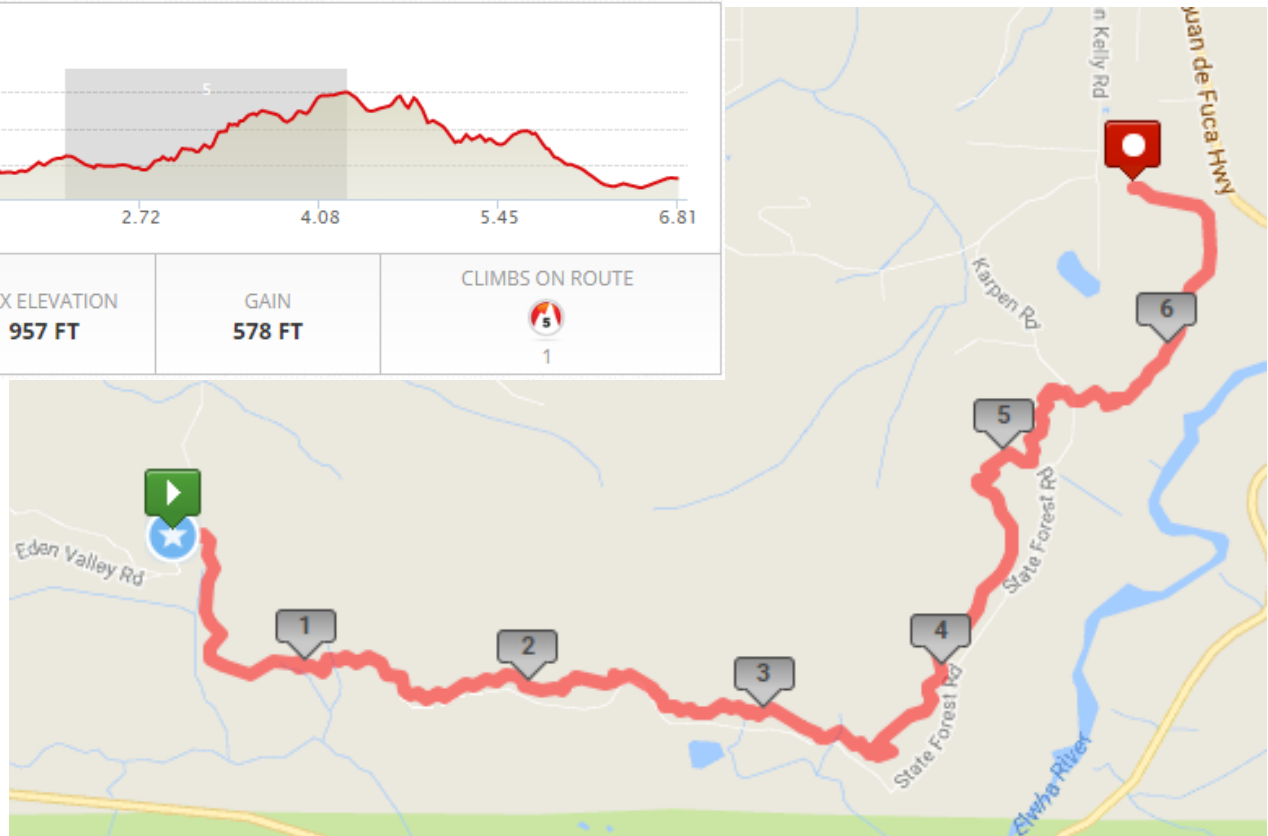 5
2.72 4.08 5.45 6.81
X ELEVATION
957 FT
GAIN
578 FT
CLIMBS ON ROUTE
5
1
n Kelly Rd
uan de Fuca Hwy
Karpen Rd
6
5
State Forest Rd
Eden Valley Rd
1
2
3
4
State Forest Rd
Elwha River